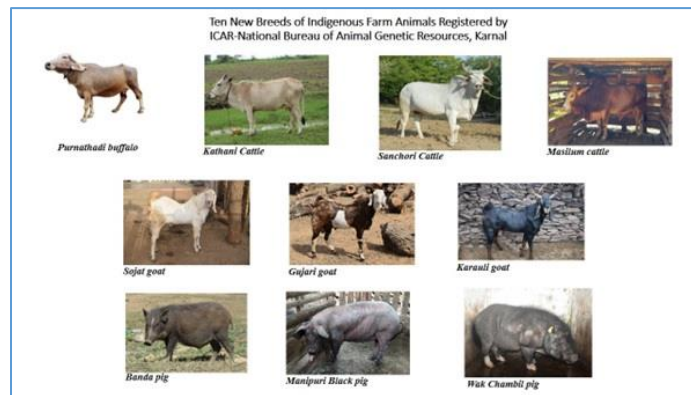 Ten New Breeds of Indigenous Farm Animals Registered by
ICAR-National Bureau of Animal Genetic Resources, Karnal
Purnathadi buffalo
Kathani Cattle
Sanchori Cattle
Masilum cattle
Sojat goat
Gujari goat
Karauli goat
Banda pig
Manipuri Black pig
Wak Chambil pig